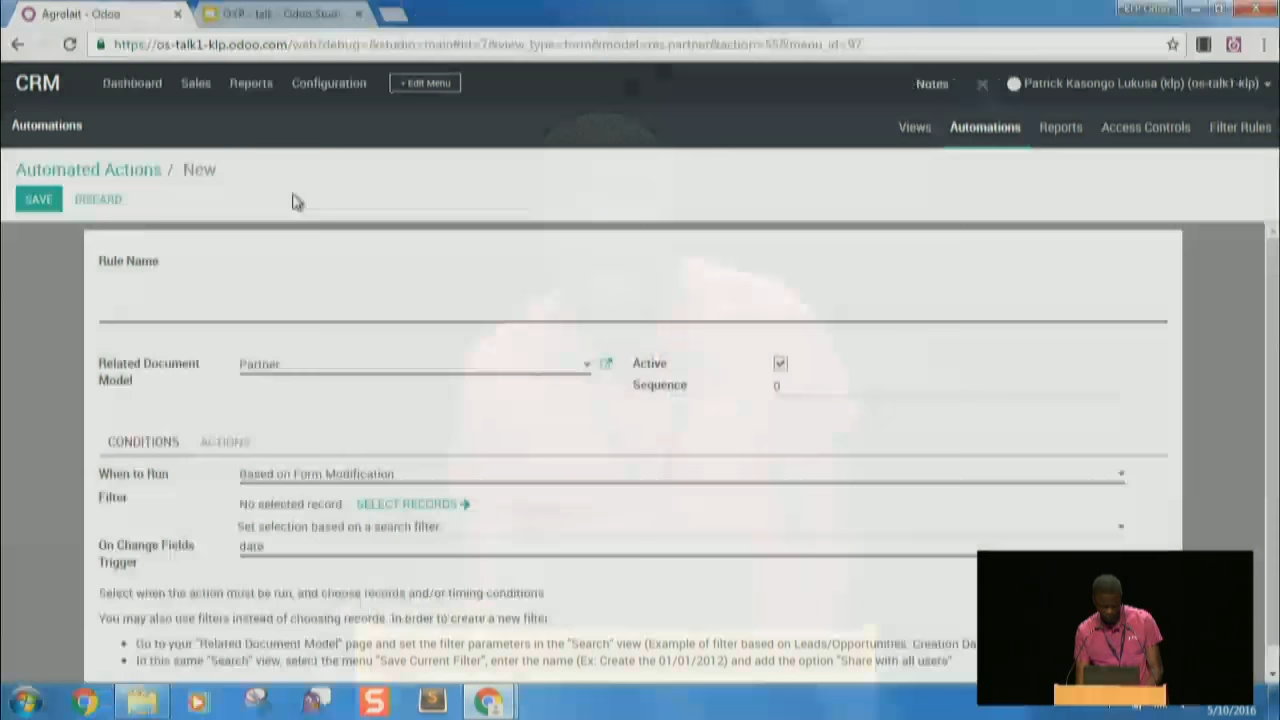 Agrolait - Odoo
OXP - talk - Odoo Studio
KLP Odoo
https://os-talk1-klp.odoo.com/web?debug=&studio=main#id=7&view_type=form&model=res.partner&action=55&menu_id=97
CRM Dashboard Sales Reports Configuration + Edit Menu Notes Patrick Kasongo Lukusa (klp) (os-talk1-klp)
Automations Views Automations Reports Access Controls Filter Rules
Automated Actions / New
SAVE DISCARD
Rule Name
Related Document Model Partner Active
Sequence 0
CONDITIONS ACTIONS
When to Run Based on Form Modification
Filter No selected record SELECT RECORDS
Set selection based on a search filter
On Change Fields Trigger date
Select when the action must be run, and choose records and/or timing conditions
You may also use filters instead of choosing records. In order to create a new filter
Go to your "Related Document Model" page and set the filter parameters in the "Search" view (Example of filter based on Leads/Opportunities: Creation Da
In this same "Search" view, select the menu "Save Current Filter", enter the name (Ex: Create the 01/01/2012) and add the option "Share with all users"
5/10/2016